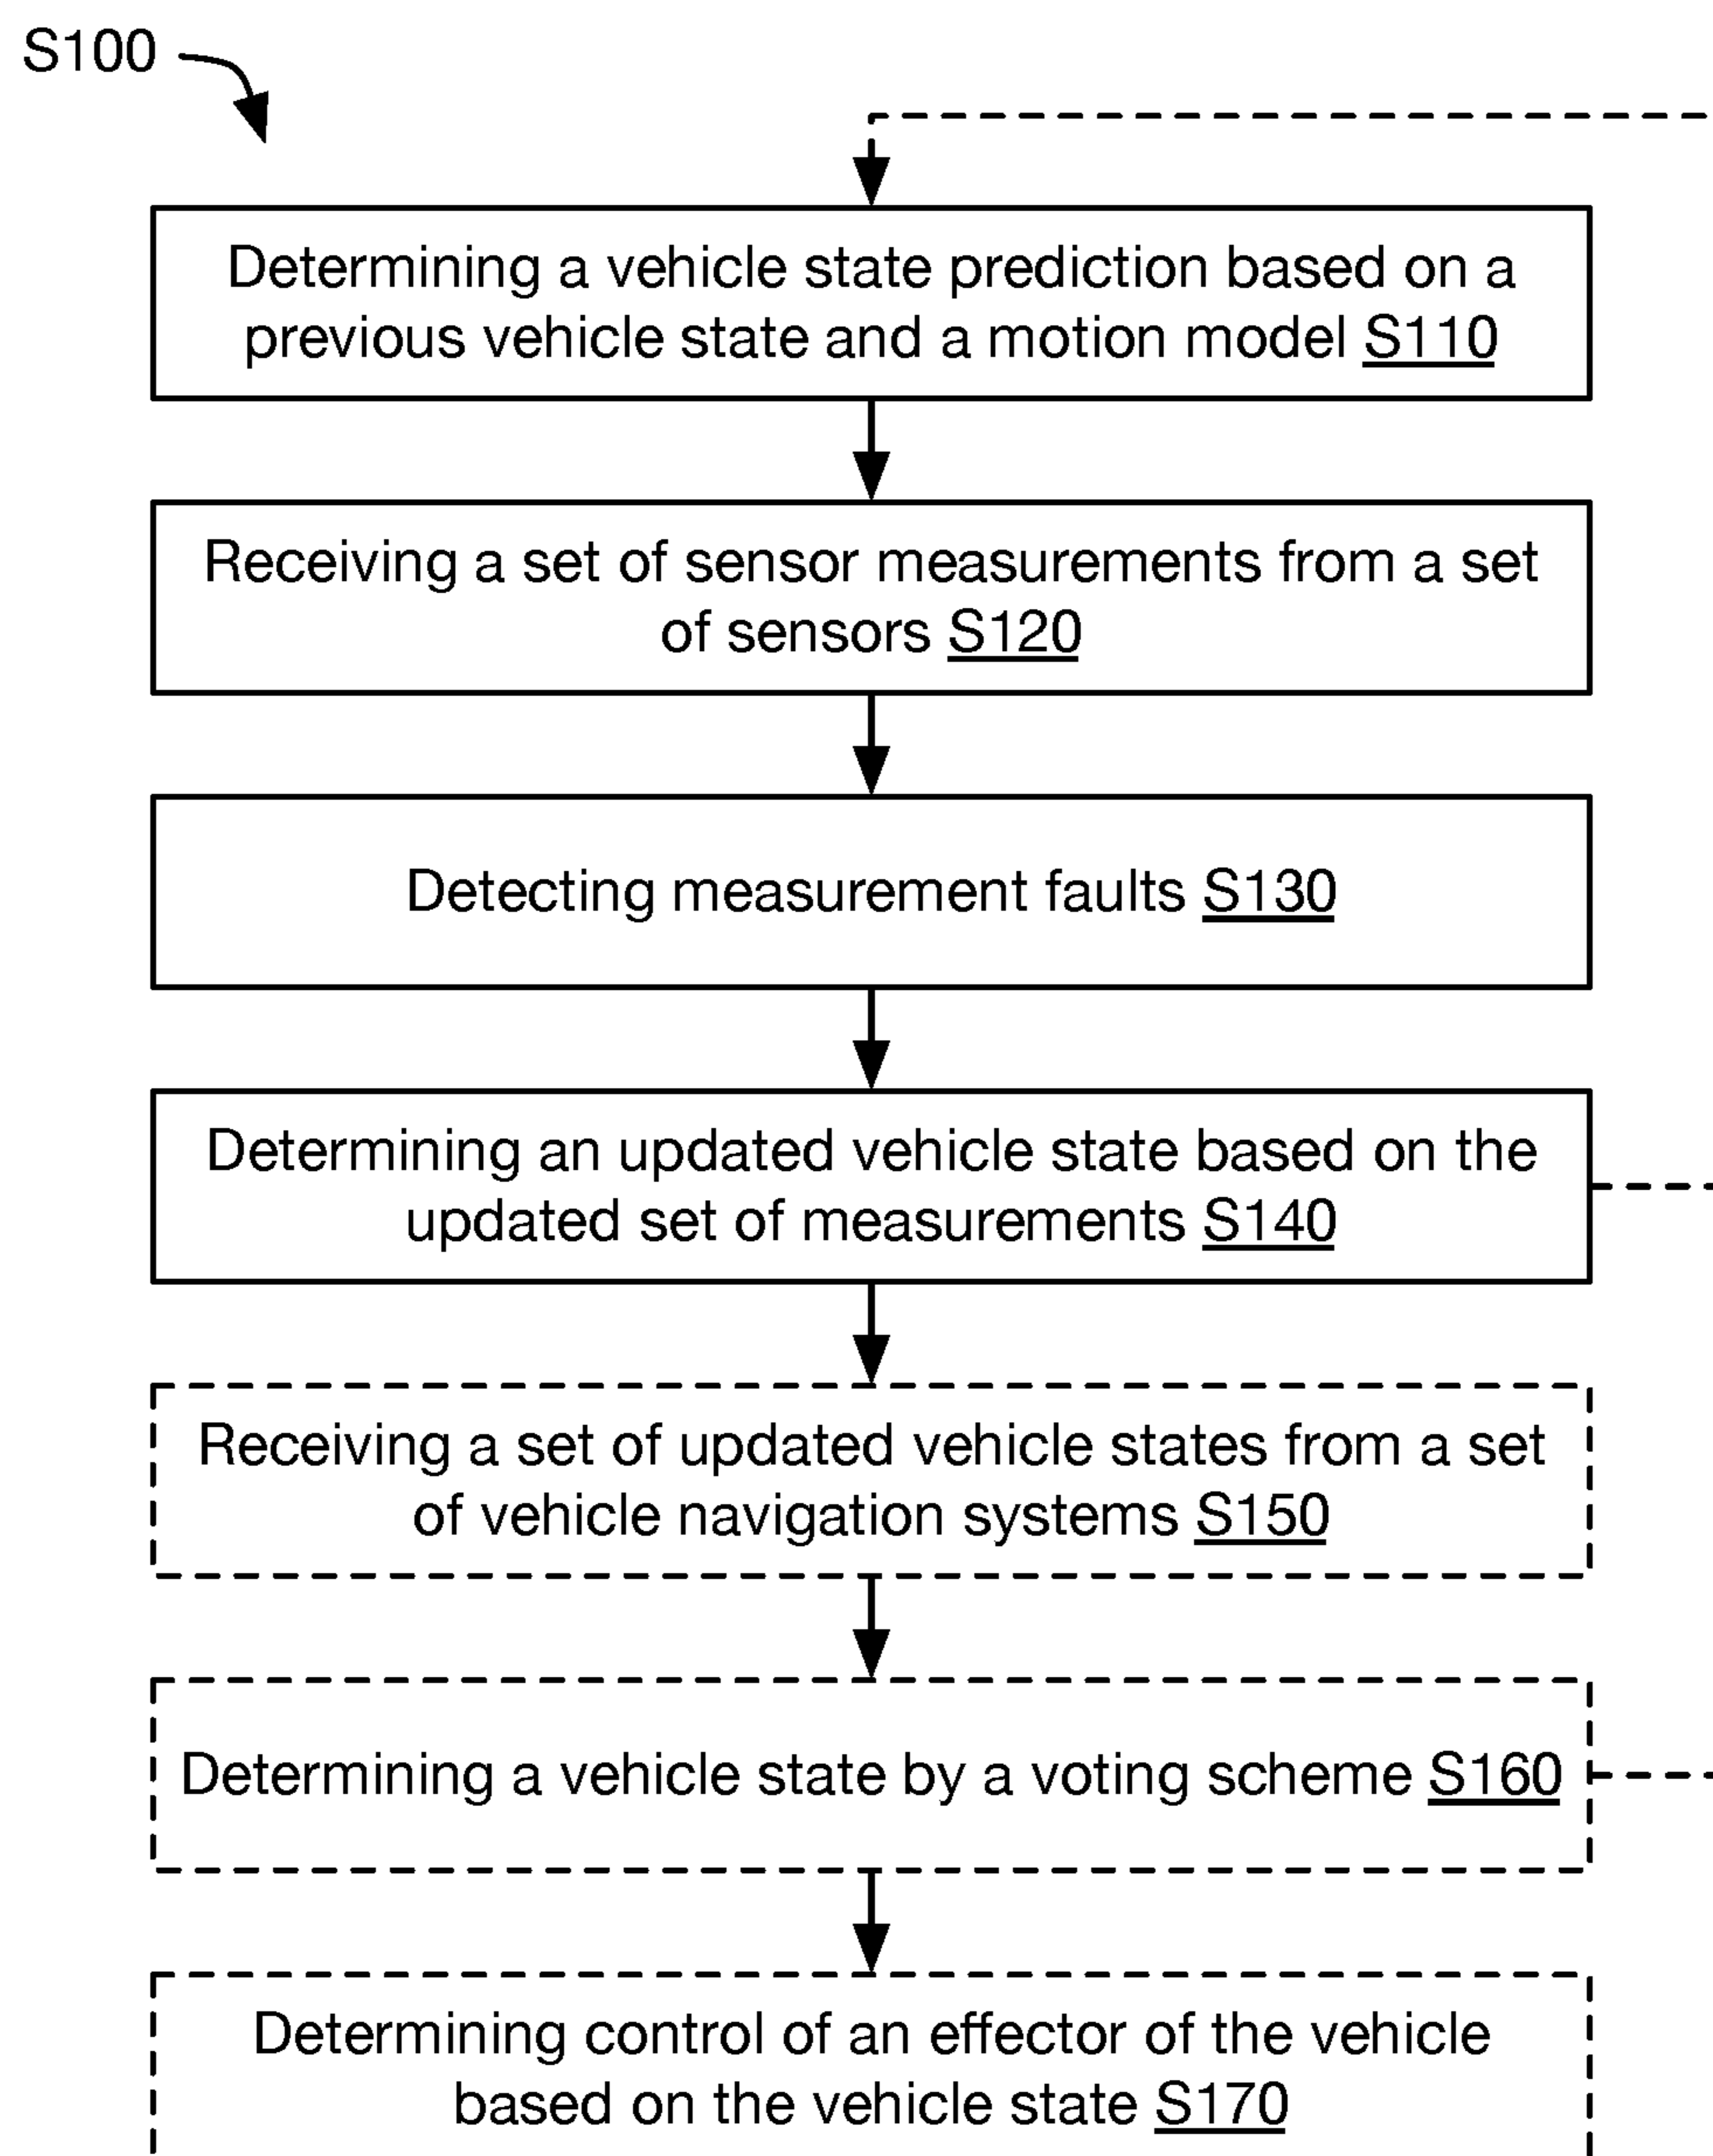 S100
Determining a vehicle state prediction based on a
previous vehicle state and a motion model S110
Receiving a set of sensor measurements from a set
of sensors S120
Detecting measurement faults S130
Determining an updated vehicle state based on the
updated set of measurements S140
Receiving a set of updated vehicle states from a set
of vehicle navigation systems S150
Determining a vehicle state by a voting scheme S160
Determining control of an effector of the vehicle
based on the vehicle state S170